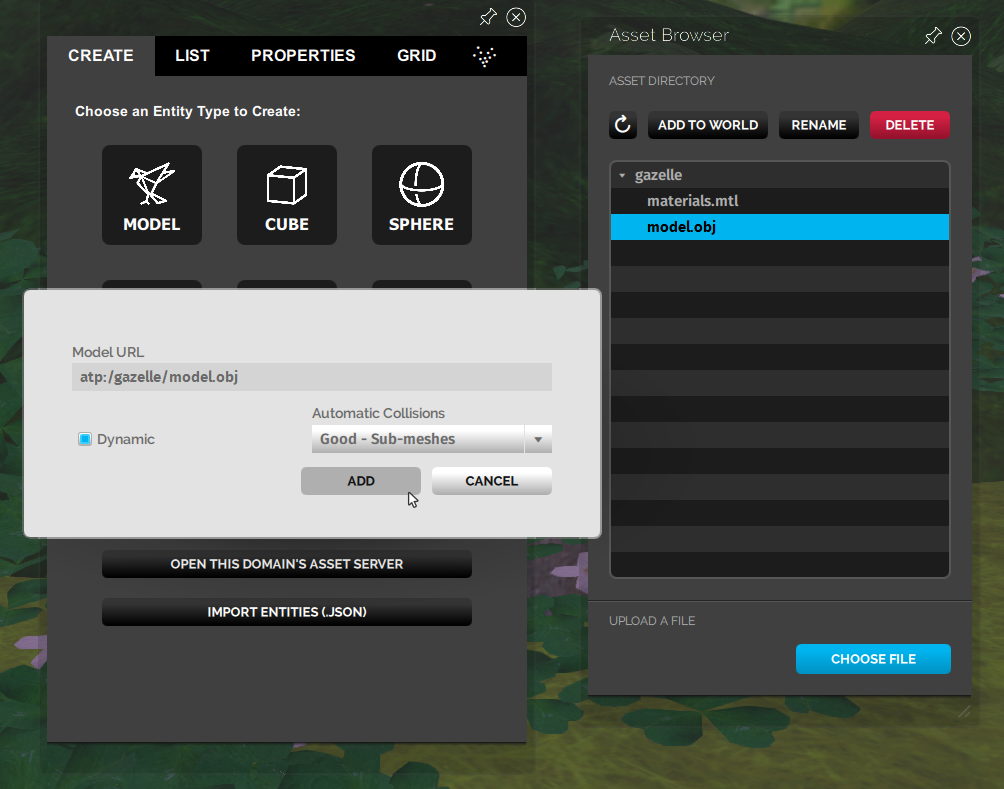 CREATE LIST PROPERTIES GRID
Choose an Entity Type to Create:
MODEL CUBE SPHERE
Model URL
atp:/gazelle/model.obj
Dynamic
Automatic Collisions
Good - Sub-meshes
ADD CANCEL
OPEN THIS DOMAIN'S ASSET SERVER
IMPORT ENTITIES (.JSON)
Asset Browser
ASSET DIRECTORY
ADD TO WORLD RENAME DELETE
gazelle
materials.mtl
model.obj
UPLOAD A FILE
CHOOSE FILE